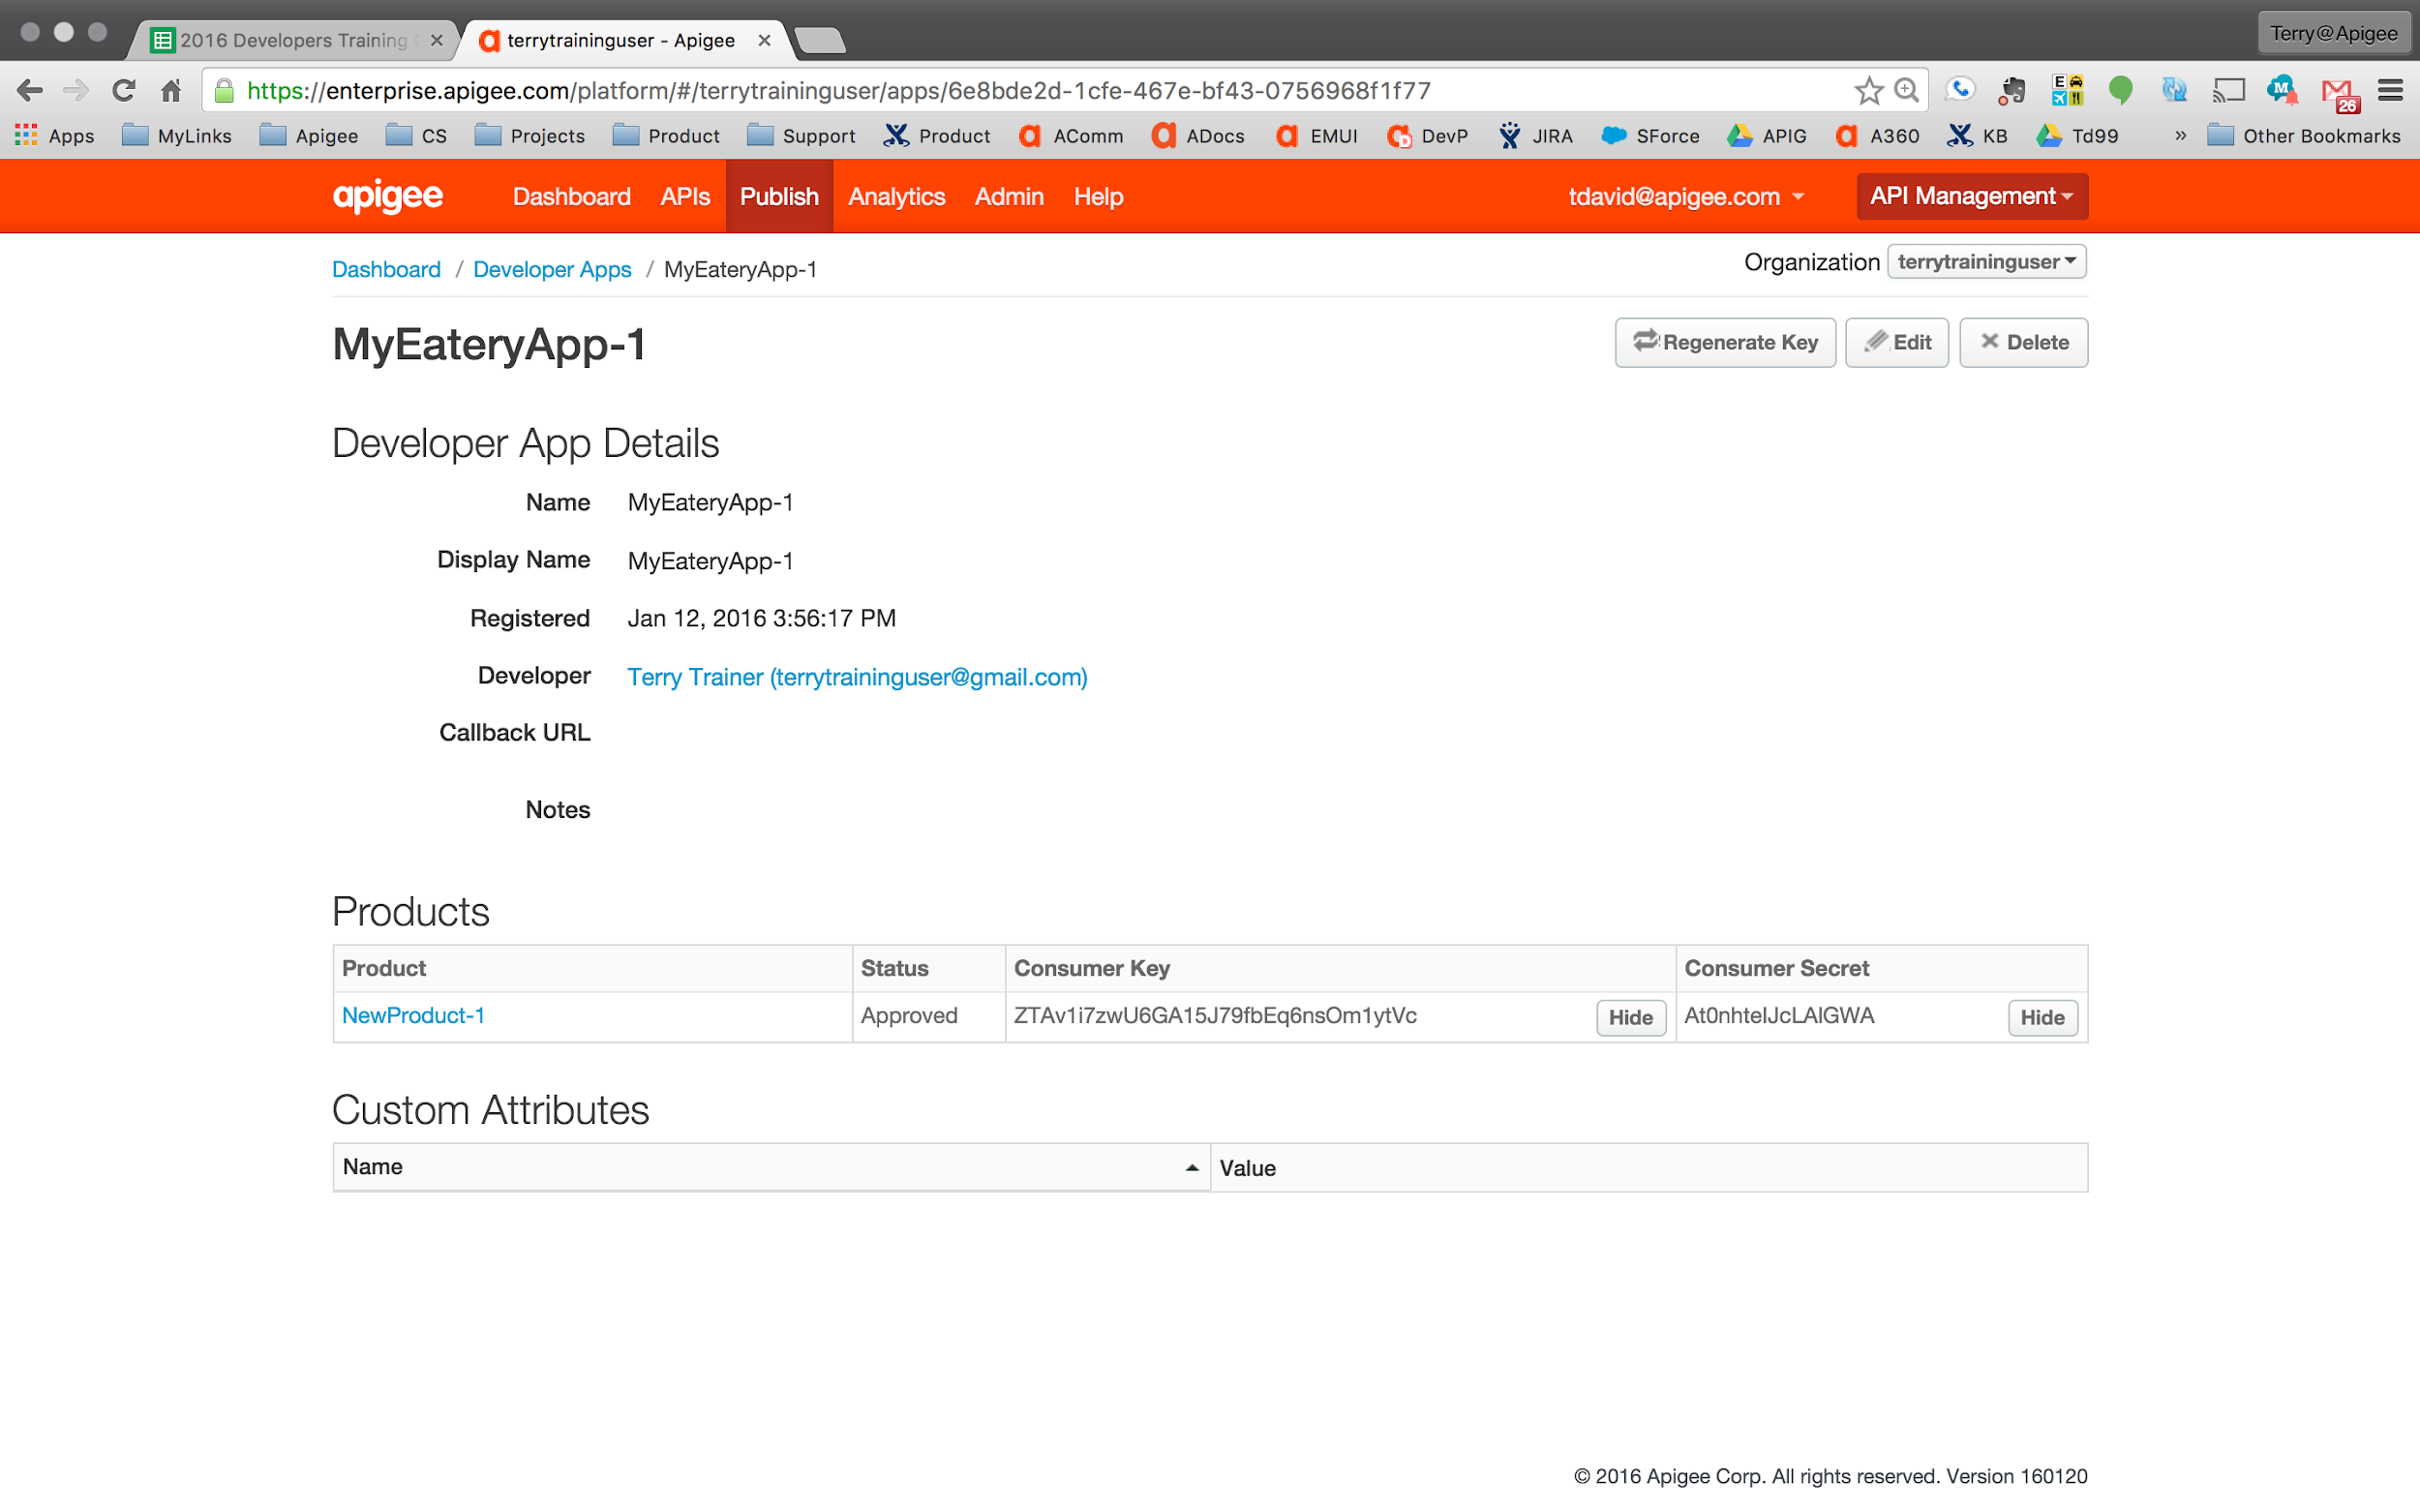 2016 Developers Training
terrytraininguser - Apigee
Terry@Apigee
https://enterprise.apigee.com/platform/#/terrytraininguser/apps/6e8bde2d-1cfe-467e-bf43-0756968f1f77
26
Apps MyLinks Apigee CS Projects Product Support Product AComm ADocs EMUI DevP JIRA SForce APIG A360 KB Td99 » Other Bookmarks
apigee Dashboard APIs Publish Analytics Admin Help tdavid@apigee.com API Management
Dashboard / Developer Apps / MyEateryApp-1
Organization terrytraininguser
MyEateryApp-1
Regenerate Key Edit Delete
Developer App Details
Name MyEateryApp-1
Display Name MyEateryApp-1
Registered Jan 12, 2016 3:56:17 PM
Developer Terry Trainer (terrytraininguser@gmail.com)
Callback URL
Notes
Products
Product Status Consumer Key Consumer Secret
NewProduct-1 Approved ZTAv1i7zwU6GA15J79fbEq6nsOm1ytVc Hide At0nhtelJcLAlGWA Hide
Custom Attributes
Name Value
© 2016 Apigee Corp. All rights reserved. Version 160120